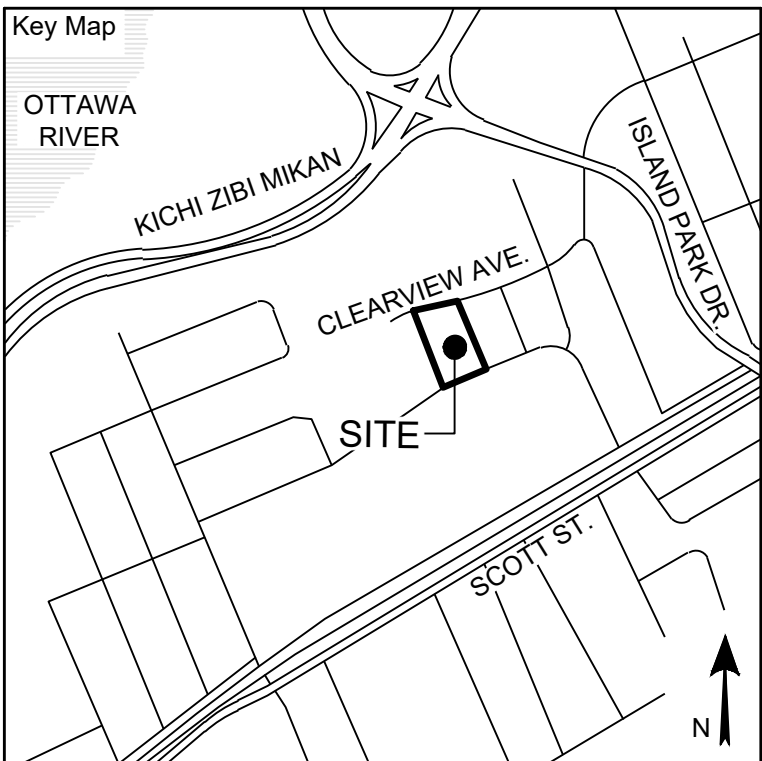 Key Map
OTTAWA
RIVER
KICHI ZIBI MIKAN
ISLAND PARK DR.
CLEARVIEW AVE.
SITE
SCOTT ST.
N